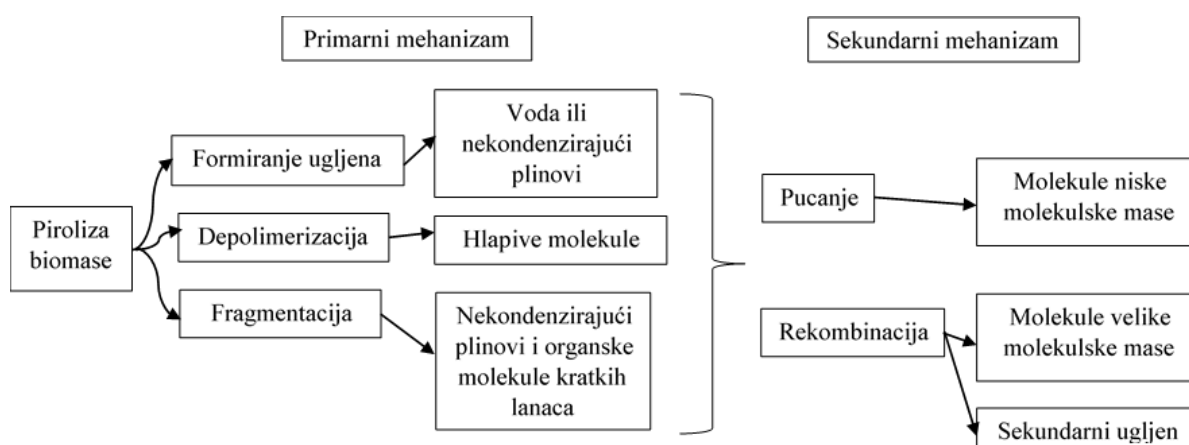 Primarni mehanizam
Sekundarni mehanizam
Piroliza
biomase
Formiranje ugljena
Voda ili
nekondenzirajući
plinovi
Depolimerizacija
Hlapive molekule
Fragmentacija
Nekondenzirajući
plinovi i organske
molekule kratkih
lanaca
Pucanje
Molekule niske
molekulske mase
Rekombinacija
Molekule velike
molekulske mase
Sekundarni ugljen